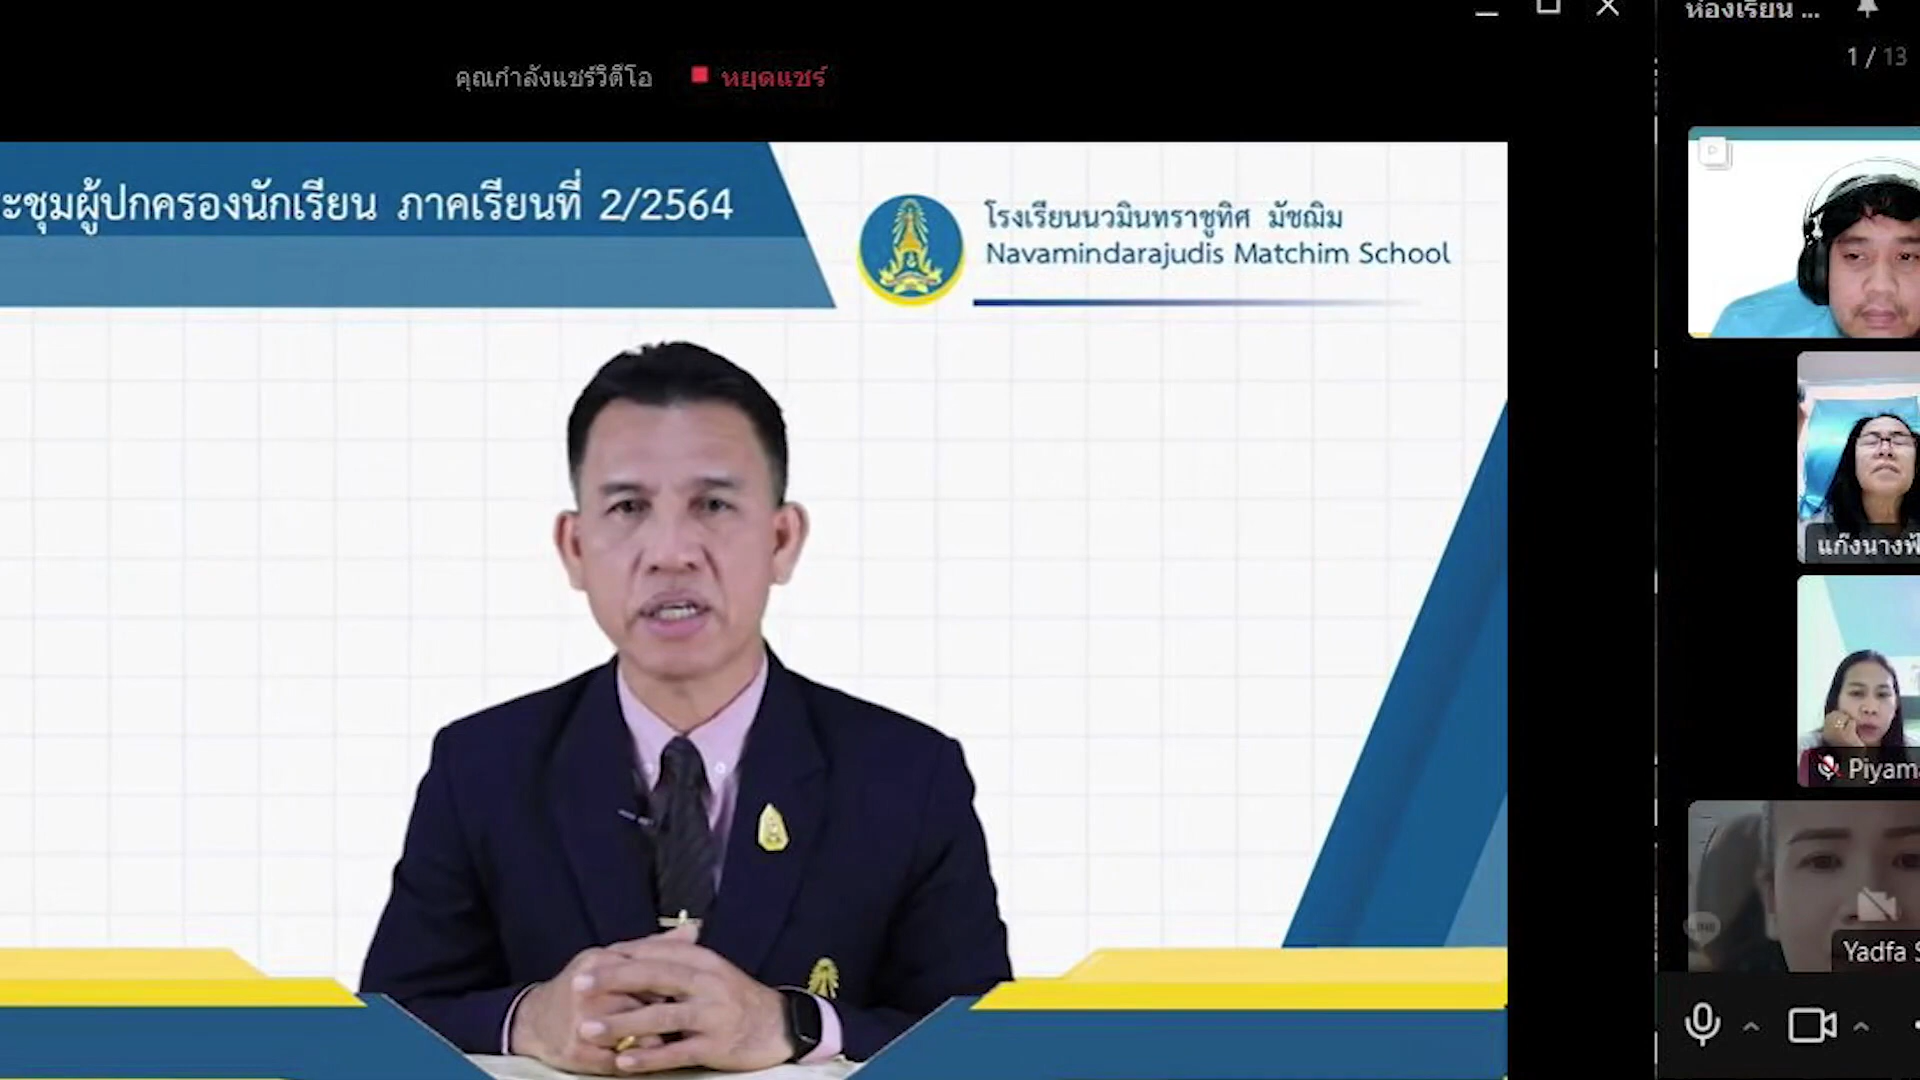 ห้องเรียน ...
1 / 13
คุณกำลังแชร์วิดีโอ หยุดแชร์
ะชุมผู้ปกครองนักเรียน ภาคเรียนที่ 2/2564
โรงเรียนนวมินทราชูทิศ มัชฌิม
Navamindarajudis Matchim School
แก๊งนางฟ้
Piyama
LINE
Yadfa S